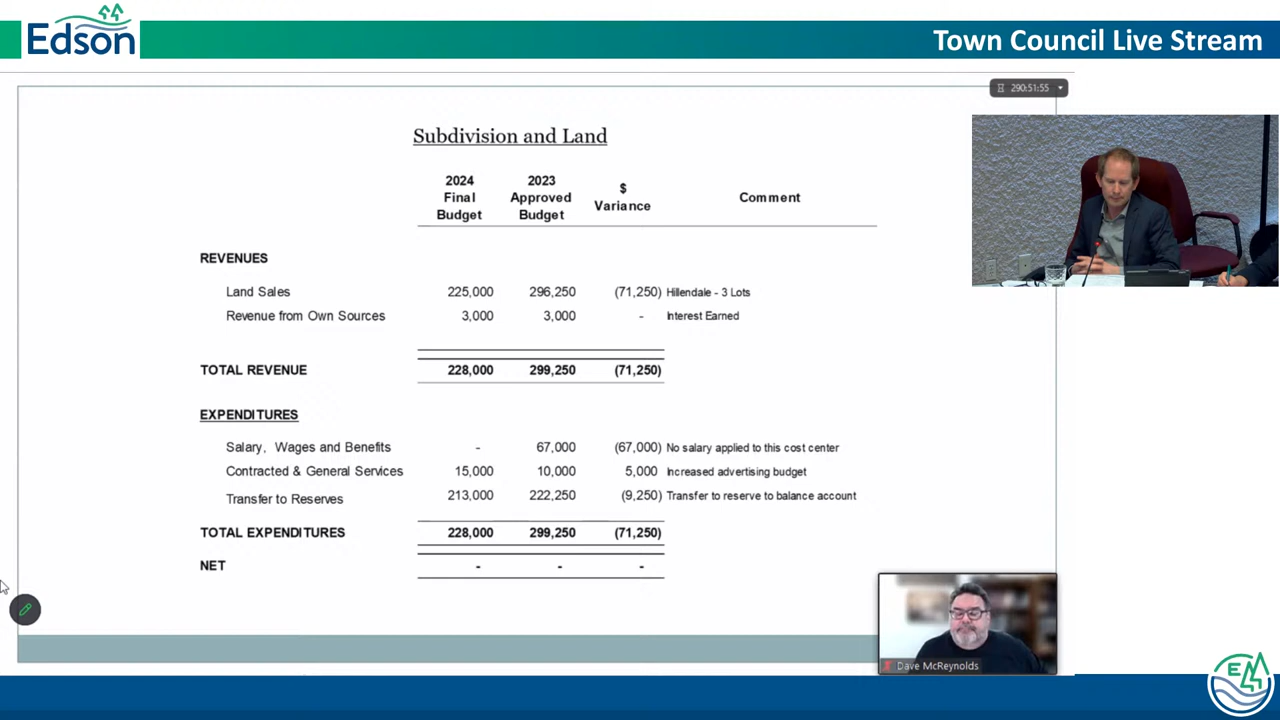 Edson
Town Council Live Stream
290:51:55
Subdivision and Land
2024 Final Budget
2023 Approved Budget
$ Variance
Comment
REVENUES
Land Sales 225,000 296,250 (71,250) Hillendale - 3 Lots
Revenue from Own Sources 3,000 3,000 - Interest Earned
TOTAL REVENUE 228,000 299,250 (71,250)
EXPENDITURES
Salary, Wages and Benefits - 67,000 (67,000) No salary applied to this cost center
Contracted & General Services 15,000 10,000 5,000 Increased advertising budget
Transfer to Reserves 213,000 222,250 (9,250) Transfer to reserve to balance account
TOTAL EXPENDITURES 228,000 299,250 (71,250)
NET - - -
Dave McReynolds